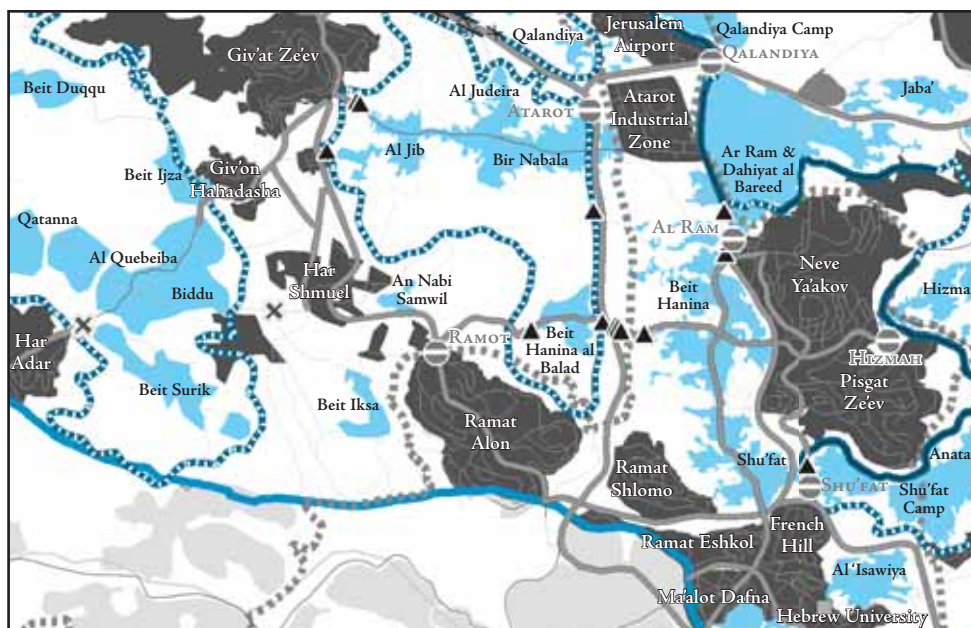 Jerusalem
Airport
Qalandiya Camp
Qalandiya
QALANDIYA
Giv'at Ze'ev
Beit Duqqu
Al Judeira
ATAROT
Atarot
Industrial
Zone
Jaba'
Al Jib
Bir Nabala
Ar Ram &
Dahiyat al
Bareed
Beit Ijza
Giv'on
Hahadasha
Qatanna
AL RAM
Al Quebeiba
Biddu
Har
Shmuel
An Nabi
Samwil
Beit
Hanina
Neve
Ya'akov
Hizma
Har
Adar
RAMOT
Beit
Hanina al
Balad
HIZMAH
Pisgat
Ze'ev
Beit Surik
Beit Iksa
Ramat
Alon
Ramat
Shlomo
Shu'fat
Anata
SHU'FAT
Shu'fat
Camp
French
Hill
Ramat Eshkol
Al 'Isawiya
Ma'alot Dafna
Hebrew University